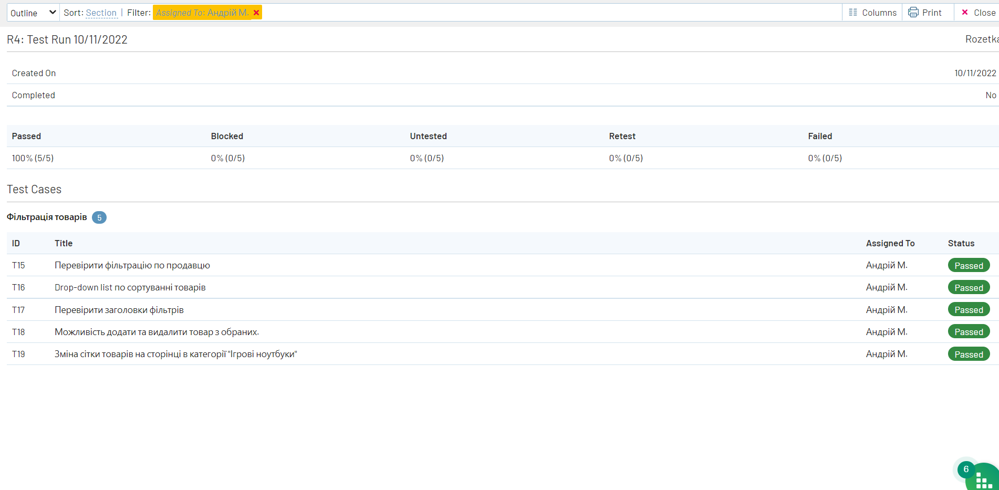 Outline Sort: Section | Filter: Assigned To: Андрій М. Columns Print Close
R4: Test Run 10/11/2022 Rozetka
Created On 10/11/2022
Completed No
Passed Blocked Untested Retest Failed
100% (5/5) 0% (0/5) 0% (0/5) 0% (0/5) 0% (0/5)
Test Cases
Фільтрація товарів 5
ID Title Assigned To Status
T15 Перевірити фільтрацію по продавцю Андрій М. Passed
T16 Drop-down list по сортуванні товарів Андрій М. Passed
T17 Перевірити заголовки фільтрів Андрій М. Passed
T18 Можливість додати та видалити товар з обраних. Андрій М. Passed
T19 Зміна сітки товарів на сторінці в категорії "Ігрові ноутбуки" Андрій М. Passed
6